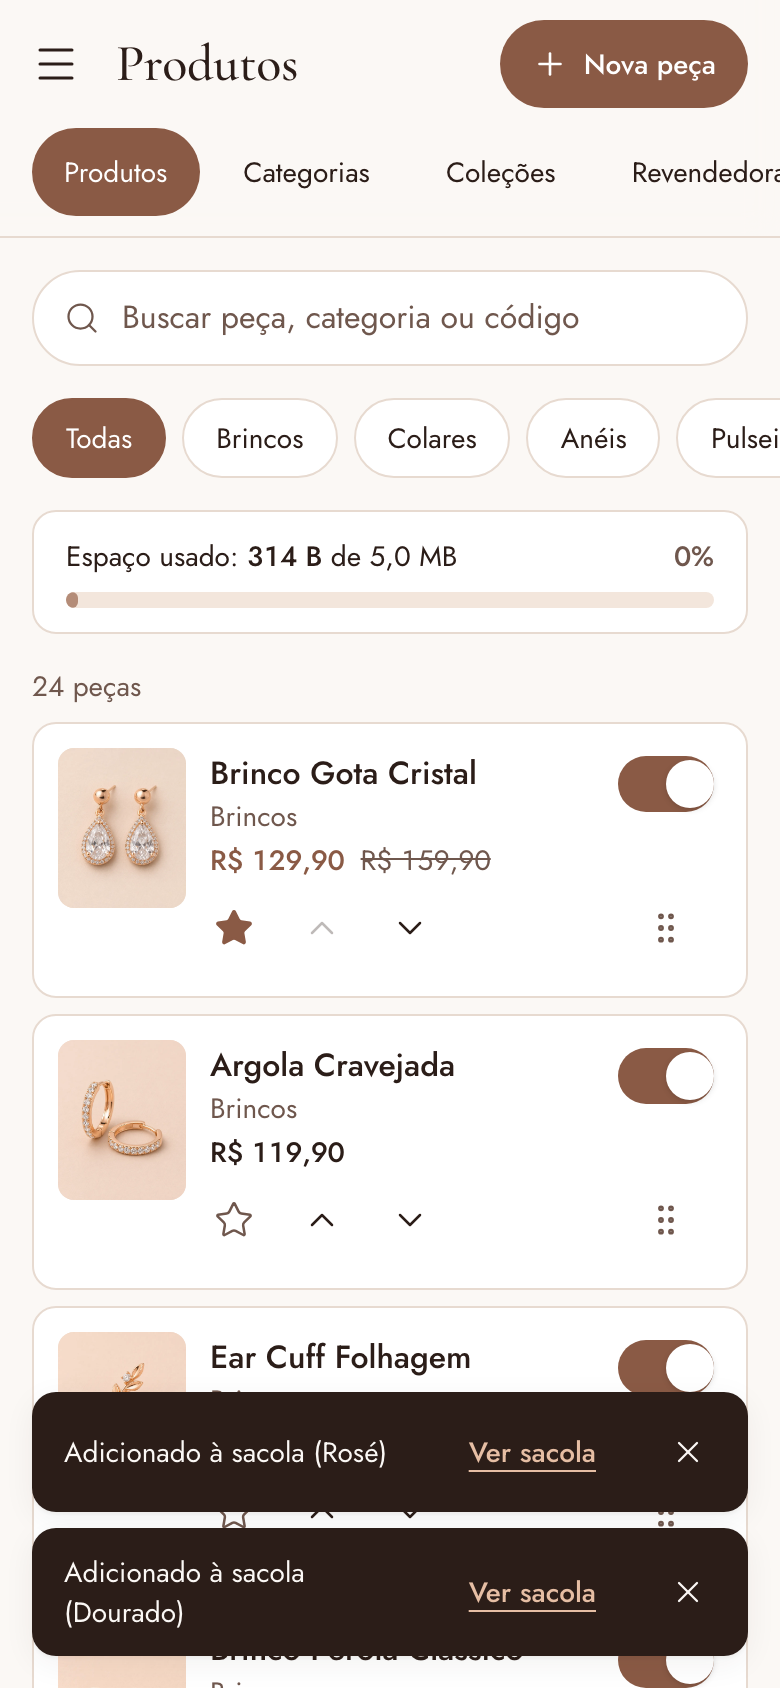 Produtos
Nova peça
Produtos
Categorias
Coleções
Buscar peça, categoria ou código
Todas
Brincos
Colares
Anéis
Espaço usado: 314 B de 5,0 MB
0%
24 peças
Brinco Gota Cristal
Brincos
R$ 129,90 R$ 159,90
Argola Cravejada
Brincos
R$ 119,90
Ear Cuff Folhagem
Adicionado à sacola (Rosé)
Ver sacola
Adicionado à sacola
(Dourado)
Ver sacola